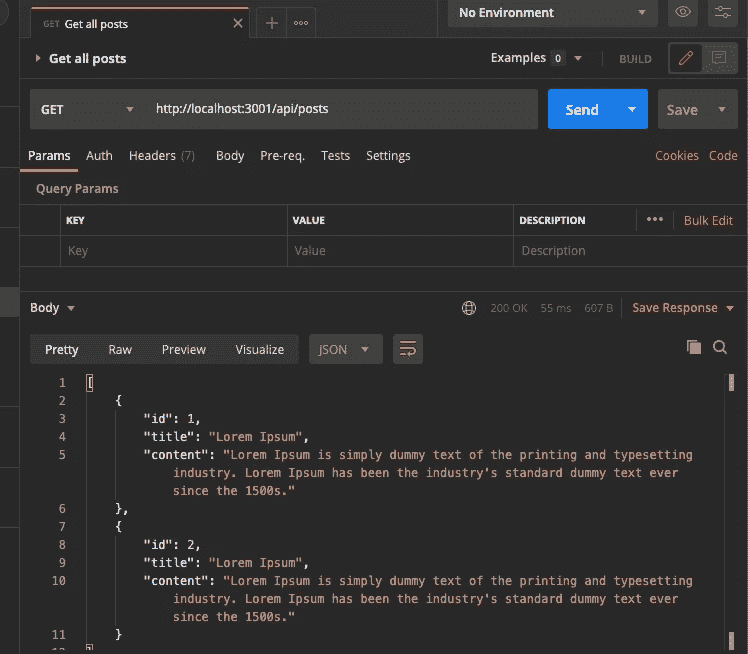 GET Get all posts
No Environment
Get all posts
Examples 0
BUILD
GET
http://localhost:3001/api/posts
Send
Save
Params Auth Headers (7) Body Pre-req. Tests Settings
Cookies Code
Query Params
KEY VALUE DESCRIPTION ••• Bulk Edit
Key Value Description
Body
200 OK 55 ms 607 B
Save Response
Pretty Raw Preview Visualize
JSON
1 [
2 {
3 "id": 1,
4 "title": "Lorem Ipsum",
5 "content": "Lorem Ipsum is simply dummy text of the printing and typesetting
industry. Lorem Ipsum has been the industry's standard dummy text ever
since the 1500s."
6 },
7 {
8 "id": 2,
9 "title": "Lorem Ipsum",
10 "content": "Lorem Ipsum is simply dummy text of the printing and typesetting
industry. Lorem Ipsum has been the industry's standard dummy text ever
since the 1500s."
11 }